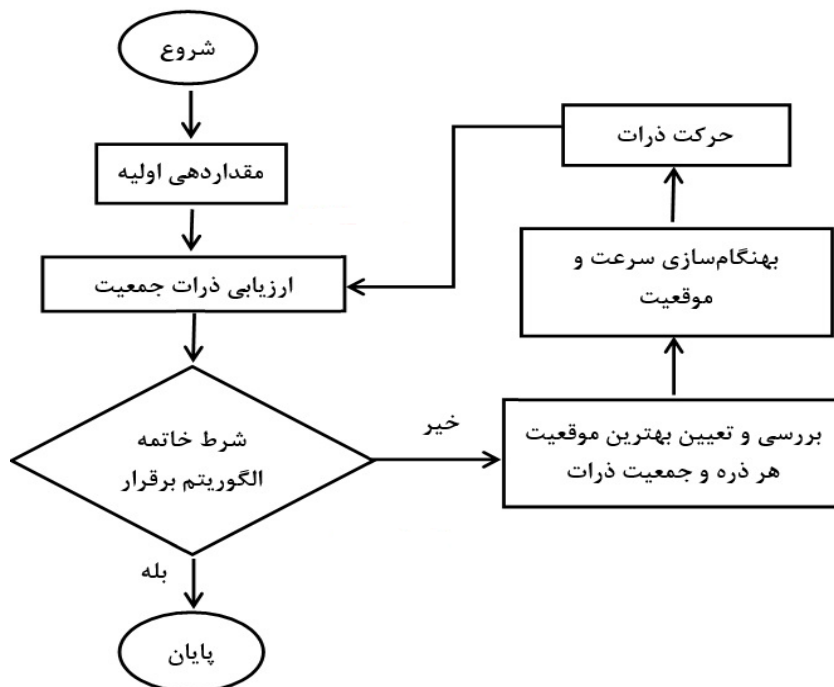 شروع
مقداردهی اولیه
ارزیابی ذرات جمعیت
شرط خاتمه
الگوریتم برقرار
بله
پایان
خیر
بررسی و تعیین بهترین موقعیت
هر ذره و جمعیت ذرات
بهنگام‌سازی سرعت و
موقعیت
حرکت ذرات